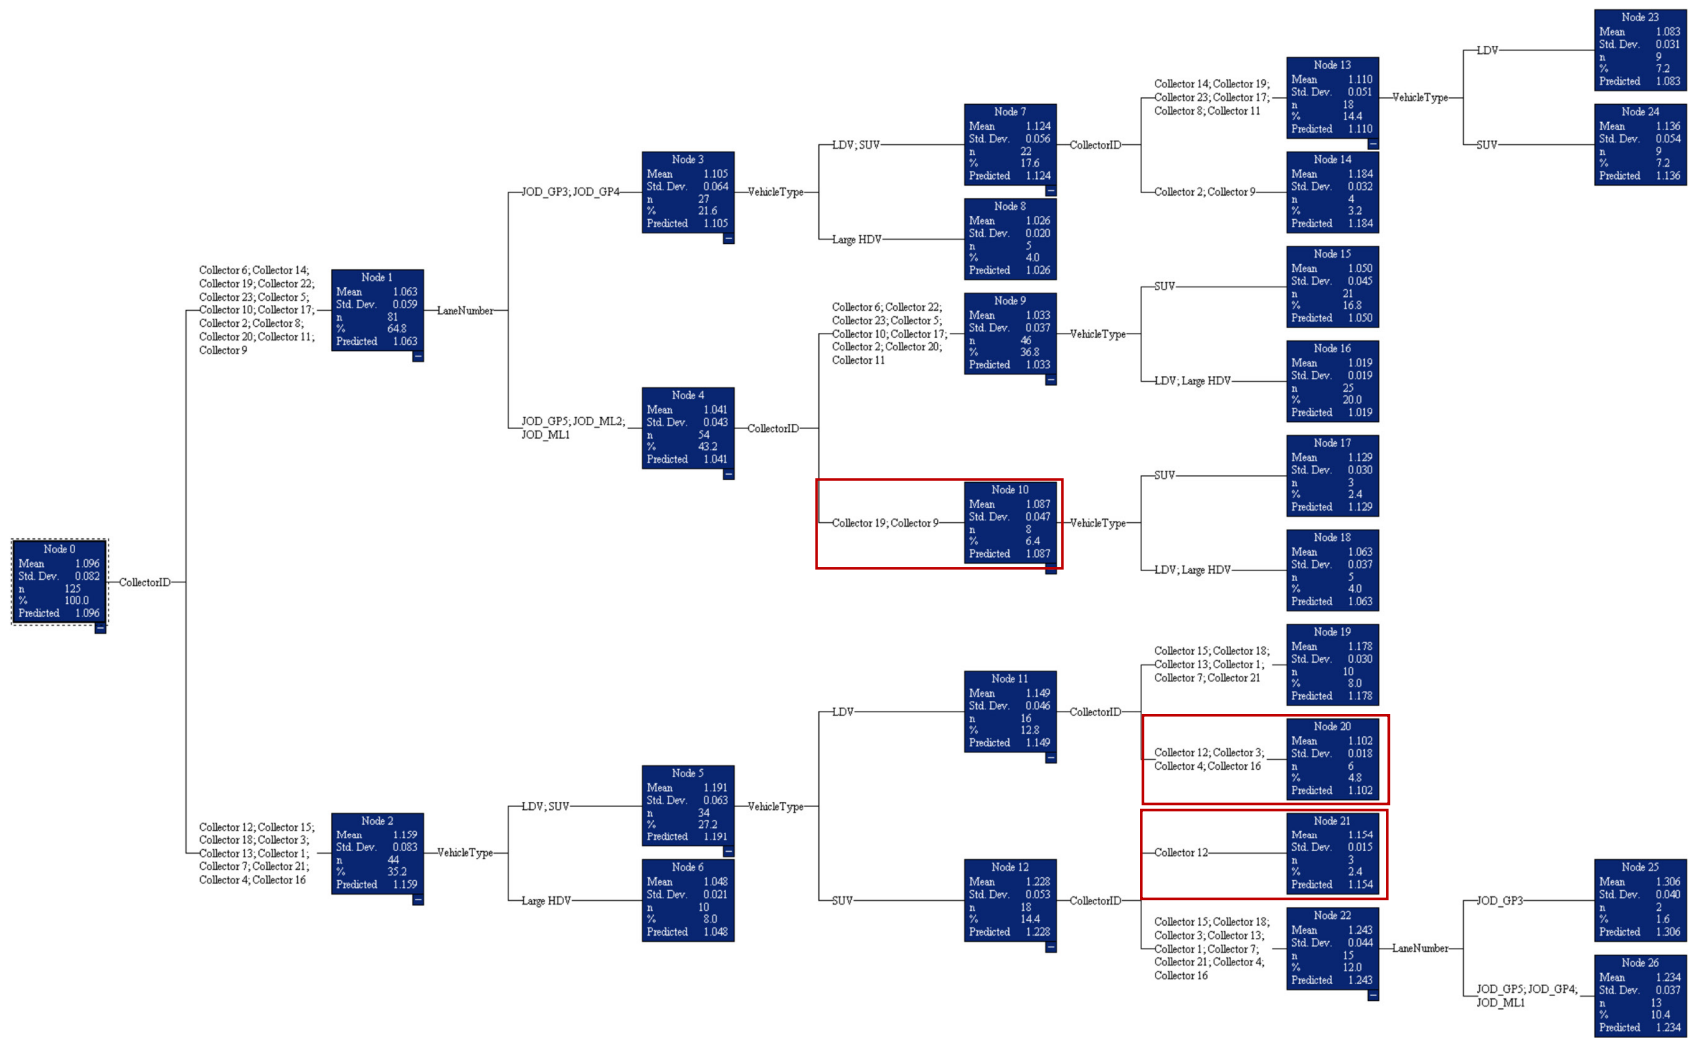 Node 0
Mean 1.096
Std. Dev. 0.082
n 125
% 100.0
Predicted 1.096
CollectorID
Collector 6; Collector 14;
Collector 19; Collector 22;
Collector 23; Collector 5;
Collector 10; Collector 17;
Collector 2; Collector 8;
Collector 20; Collector 11;
Collector 9
Node 1
Mean 1.063
Std. Dev. 0.059
n 81
% 64.8
Predicted 1.063
LaneNumber
JOD_GP3; JOD_GP4
Node 3
Mean 1.105
Std. Dev. 0.064
n 27
% 21.6
Predicted 1.105
VehicleType
LDV; SUV
Node 7
Mean 1.124
Std. Dev. 0.056
n 22
% 17.6
Predicted 1.124
CollectorID
Collector 14; Collector 19;
Collector 23; Collector 17;
Collector 8; Collector 11
Node 13
Mean 1.110
Std. Dev. 0.051
n 18
% 14.4
Predicted 1.110
VehicleType
LDV
Node 23
Mean 1.083
Std. Dev. 0.031
n 9
% 7.2
Predicted 1.083
SUV
Node 24
Mean 1.136
Std. Dev. 0.054
n 9
% 7.2
Predicted 1.136
Collector 2; Collector 9
Node 14
Mean 1.184
Std. Dev. 0.032
n 4
% 3.2
Predicted 1.184
Large HDV
Node 8
Mean 1.026
Std. Dev. 0.020
n 5
% 4.0
Predicted 1.026
JOD_GP5; JOD_ML2;
JOD_ML1
Node 4
Mean 1.041
Std. Dev. 0.043
n 54
% 43.2
Predicted 1.041
CollectorID
Collector 6; Collector 22;
Collector 23; Collector 5;
Collector 10; Collector 17;
Collector 2; Collector 20;
Collector 11
Node 9
Mean 1.033
Std. Dev. 0.037
n 46
% 36.8
Predicted 1.033
VehicleType
SUV
Node 15
Mean 1.050
Std. Dev. 0.045
n 21
% 16.8
Predicted 1.050
LDV; Large HDV
Node 16
Mean 1.019
Std. Dev. 0.019
n 25
% 20.0
Predicted 1.019
Collector 19; Collector 9
Node 10
Mean 1.087
Std. Dev. 0.047
n 8
% 6.4
Predicted 1.087
VehicleType
SUV
Node 17
Mean 1.129
Std. Dev. 0.030
n 3
% 2.4
Predicted 1.129
LDV; Large HDV
Node 18
Mean 1.063
Std. Dev. 0.037
n 5
% 4.0
Predicted 1.063
Collector 12; Collector 15;
Collector 18; Collector 3;
Collector 13; Collector 1;
Collector 7; Collector 21;
Collector 4; Collector 16
Node 2
Mean 1.159
Std. Dev. 0.083
n 44
% 35.2
Predicted 1.159
VehicleType
LDV; SUV
Node 5
Mean 1.191
Std. Dev. 0.063
n 34
% 27.2
Predicted 1.191
VehicleType
LDV
Node 11
Mean 1.149
Std. Dev. 0.046
n 16
% 12.8
Predicted 1.149
CollectorID
Collector 15; Collector 18;
Collector 13; Collector 1;
Collector 7; Collector 21
Node 19
Mean 1.178
Std. Dev. 0.030
n 10
% 8.0
Predicted 1.178
Collector 12; Collector 3;
Collector 4; Collector 16
Node 20
Mean 1.102
Std. Dev. 0.018
n 6
% 4.8
Predicted 1.102
SUV
Node 12
Mean 1.228
Std. Dev. 0.053
n 18
% 14.4
Predicted 1.228
CollectorID
Collector 12
Node 21
Mean 1.154
Std. Dev. 0.015
n 3
% 2.4
Predicted 1.154
Collector 15; Collector 18;
Collector 3; Collector 13;
Collector 1; Collector 7;
Collector 21; Collector 4;
Collector 16
Node 22
Mean 1.243
Std. Dev. 0.044
n 15
% 12.0
Predicted 1.243
LaneNumber
JOD_GP3
Node 25
Mean 1.306
Std. Dev. 0.040
n 2
% 1.6
Predicted 1.306
JOD_GP5; JOD_GP4;
JOD_ML1
Node 26
Mean 1.234
Std. Dev. 0.037
n 13
% 10.4
Predicted 1.234
Large HDV
Node 6
Mean 1.048
Std. Dev. 0.021
n 10
% 8.0
Predicted 1.048